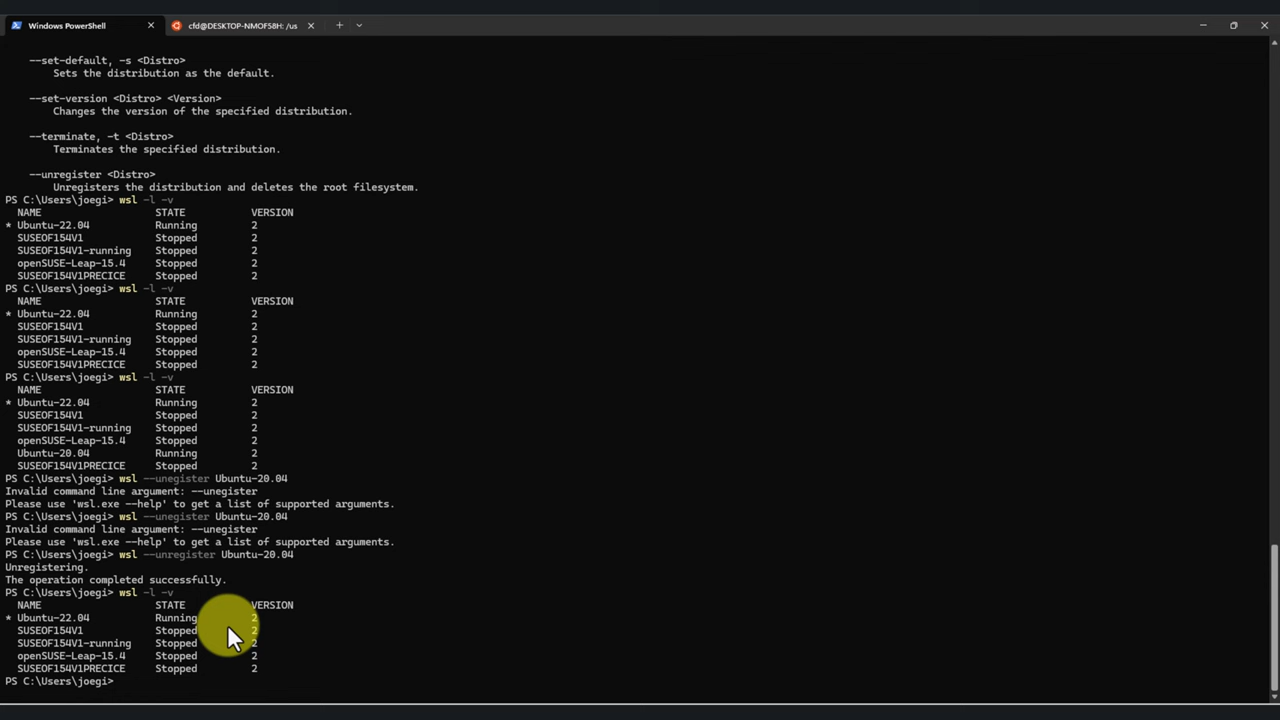 Windows PowerShell
cfd@DESKTOP-NMOF58H: /us
--set-default, -s <Distro>
Sets the distribution as the default.
--set-version <Distro> <Version>
Changes the version of the specified distribution.
--terminate, -t <Distro>
Terminates the specified distribution.
--unregister <Distro>
Unregisters the distribution and deletes the root filesystem.
PS C:\Users\joegi> wsl -l -v
NAME STATE VERSION
* Ubuntu-22.04 Running 2
SUSEOF154V1 Stopped 2
SUSEOF154V1-running Stopped 2
openSUSE-Leap-15.4 Stopped 2
SUSEOF154V1PRECICE Stopped 2
PS C:\Users\joegi> wsl -l -v
NAME STATE VERSION
* Ubuntu-22.04 Running 2
SUSEOF154V1 Stopped 2
SUSEOF154V1-running Stopped 2
openSUSE-Leap-15.4 Stopped 2
SUSEOF154V1PRECICE Stopped 2
PS C:\Users\joegi> wsl -l -v
NAME STATE VERSION
* Ubuntu-22.04 Running 2
SUSEOF154V1 Stopped 2
SUSEOF154V1-running Stopped 2
openSUSE-Leap-15.4 Stopped 2
Ubuntu-20.04 Running 2
SUSEOF154V1PRECICE Stopped 2
PS C:\Users\joegi> wsl --unegister Ubuntu-20.04
Invalid command line argument: --unegister
Please use 'wsl.exe --help' to get a list of supported arguments.
PS C:\Users\joegi> wsl --unegister Ubuntu-20.04
Invalid command line argument: --unegister
Please use 'wsl.exe --help' to get a list of supported arguments.
PS C:\Users\joegi> wsl --unregister Ubuntu-20.04
Unregistering.
The operation completed successfully.
PS C:\Users\joegi> wsl -l -v
NAME STATE VERSION
* Ubuntu-22.04 Running 2
SUSEOF154V1 Stopped 2
SUSEOF154V1-running Stopped 2
openSUSE-Leap-15.4 Stopped 2
SUSEOF154V1PRECICE Stopped 2
PS C:\Users\joegi>